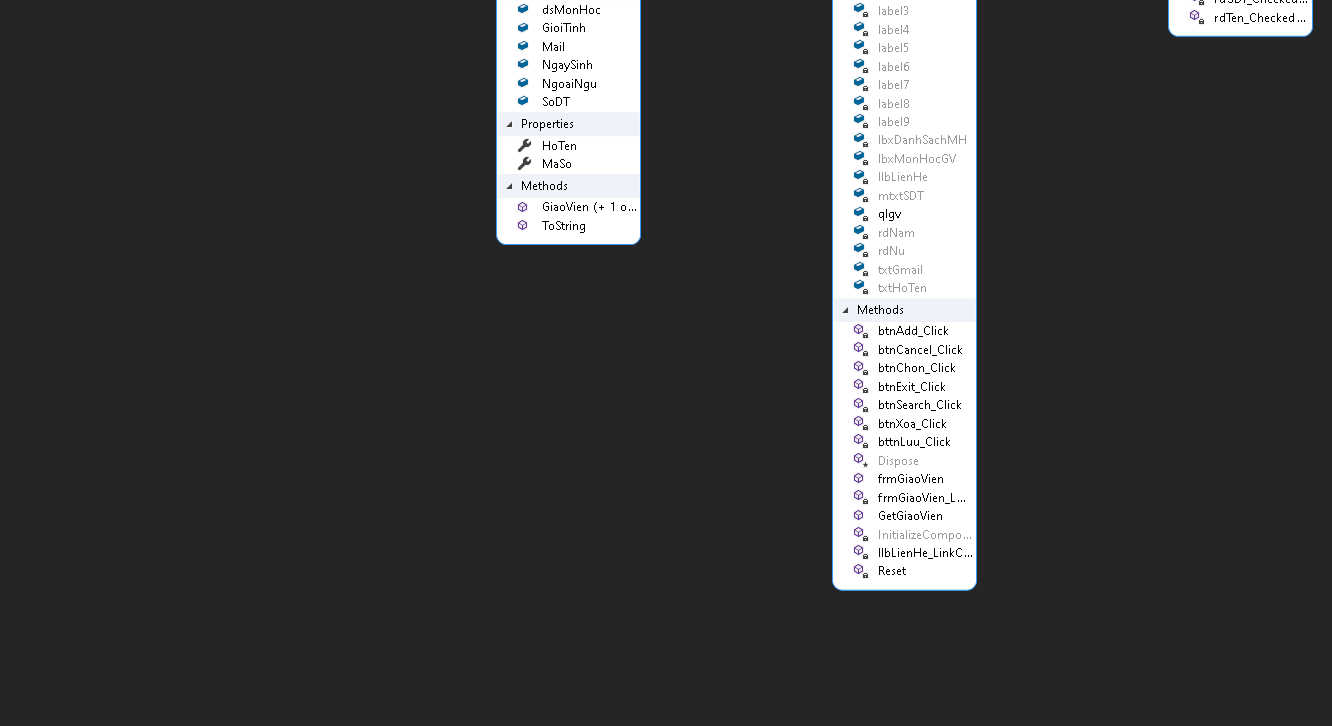 dsMonHoc
GioiTinh
Mail
NgaySinh
NgoaiNgu
SoDT
Properties
HoTen
MaSo
Methods
GiaoVien (+ 1 o...
ToString
label3
label4
label5
label6
label7
label8
label9
lbxDanhSachMH
lbxMonHocGV
llbLienHe
mtxtSDT
qlgv
rdNam
rdNu
txtGmail
txtHoTen
Methods
btnAdd_Click
btnCancel_Click
btnChon_Click
btnExit_Click
btnSearch_Click
btnXoa_Click
bttnLuu_Click
Dispose
frmGiaoVien
frmGiaoVien_L...
GetGiaoVien
InitializeCompo...
llbLienHe_LinkC...
Reset
rdSDT_Checked...
rdTen_Checked...